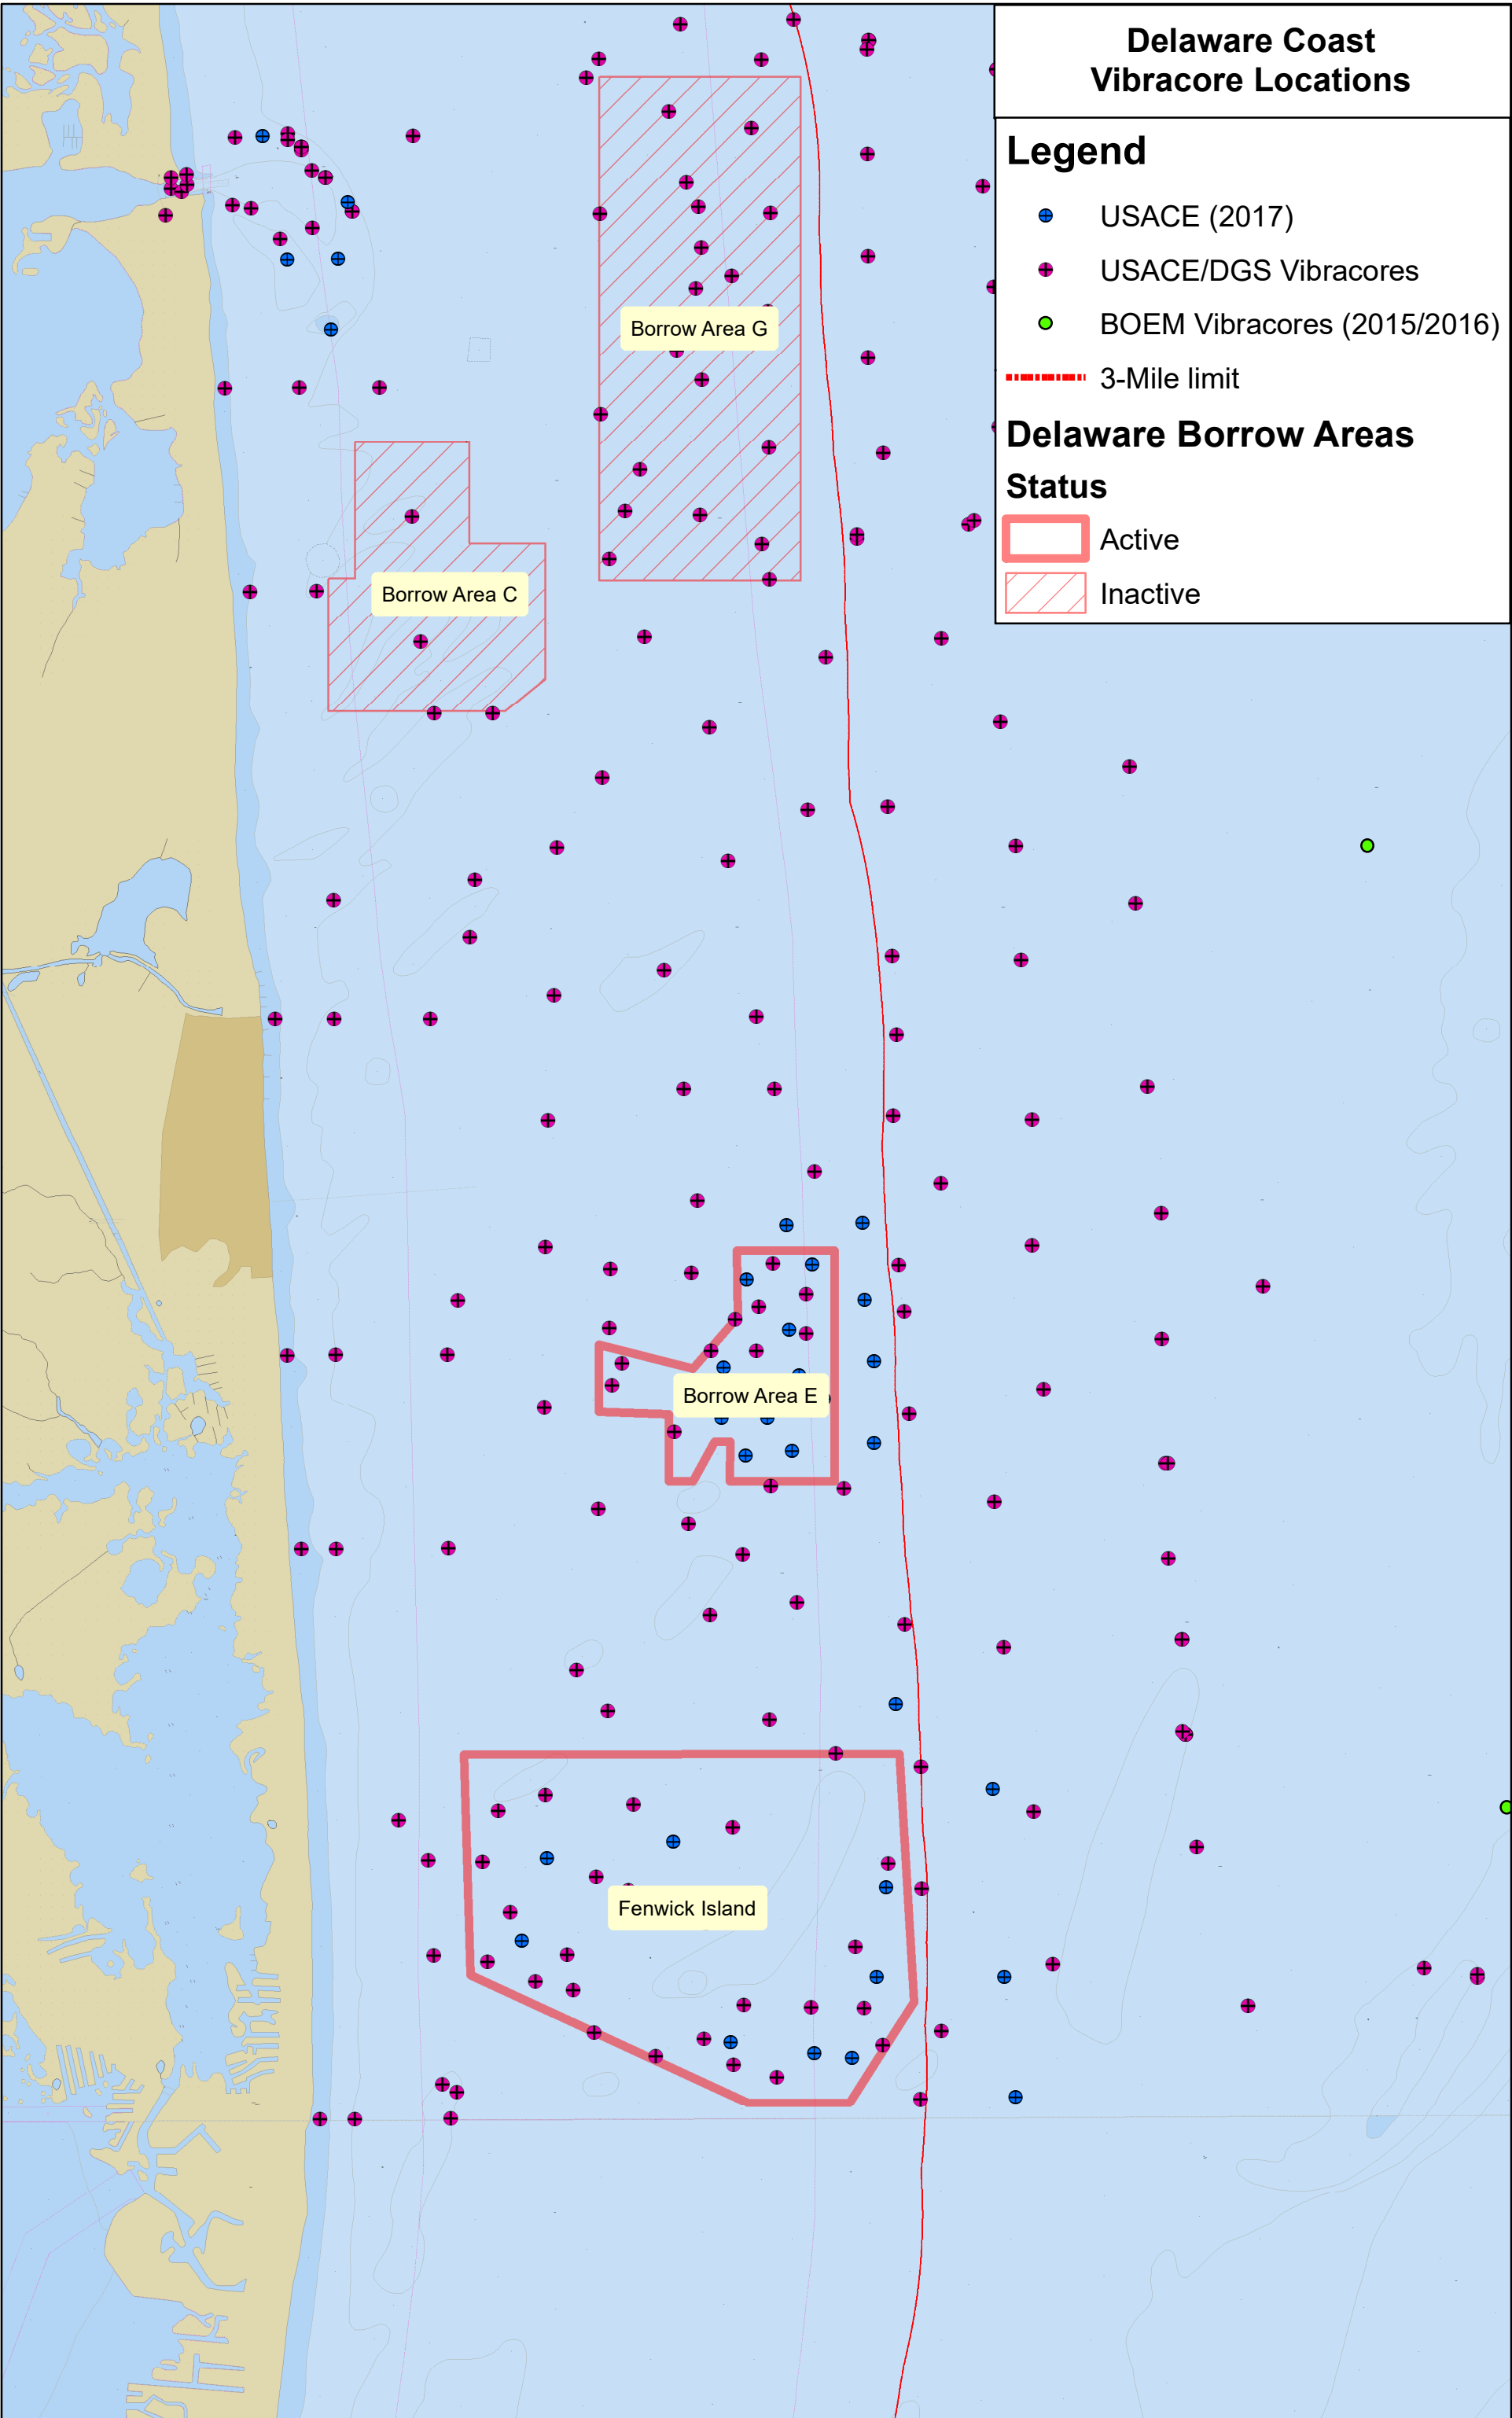 Delaware Coast
Vibracore Locations
Legend
USACE (2017)
USACE/DGS Vibracores
BOEM Vibracores (2015/2016)
3-Mile limit
Delaware Borrow Areas
Status
Active
Inactive
Borrow Area G
Borrow Area C
Borrow Area E
Fenwick Island